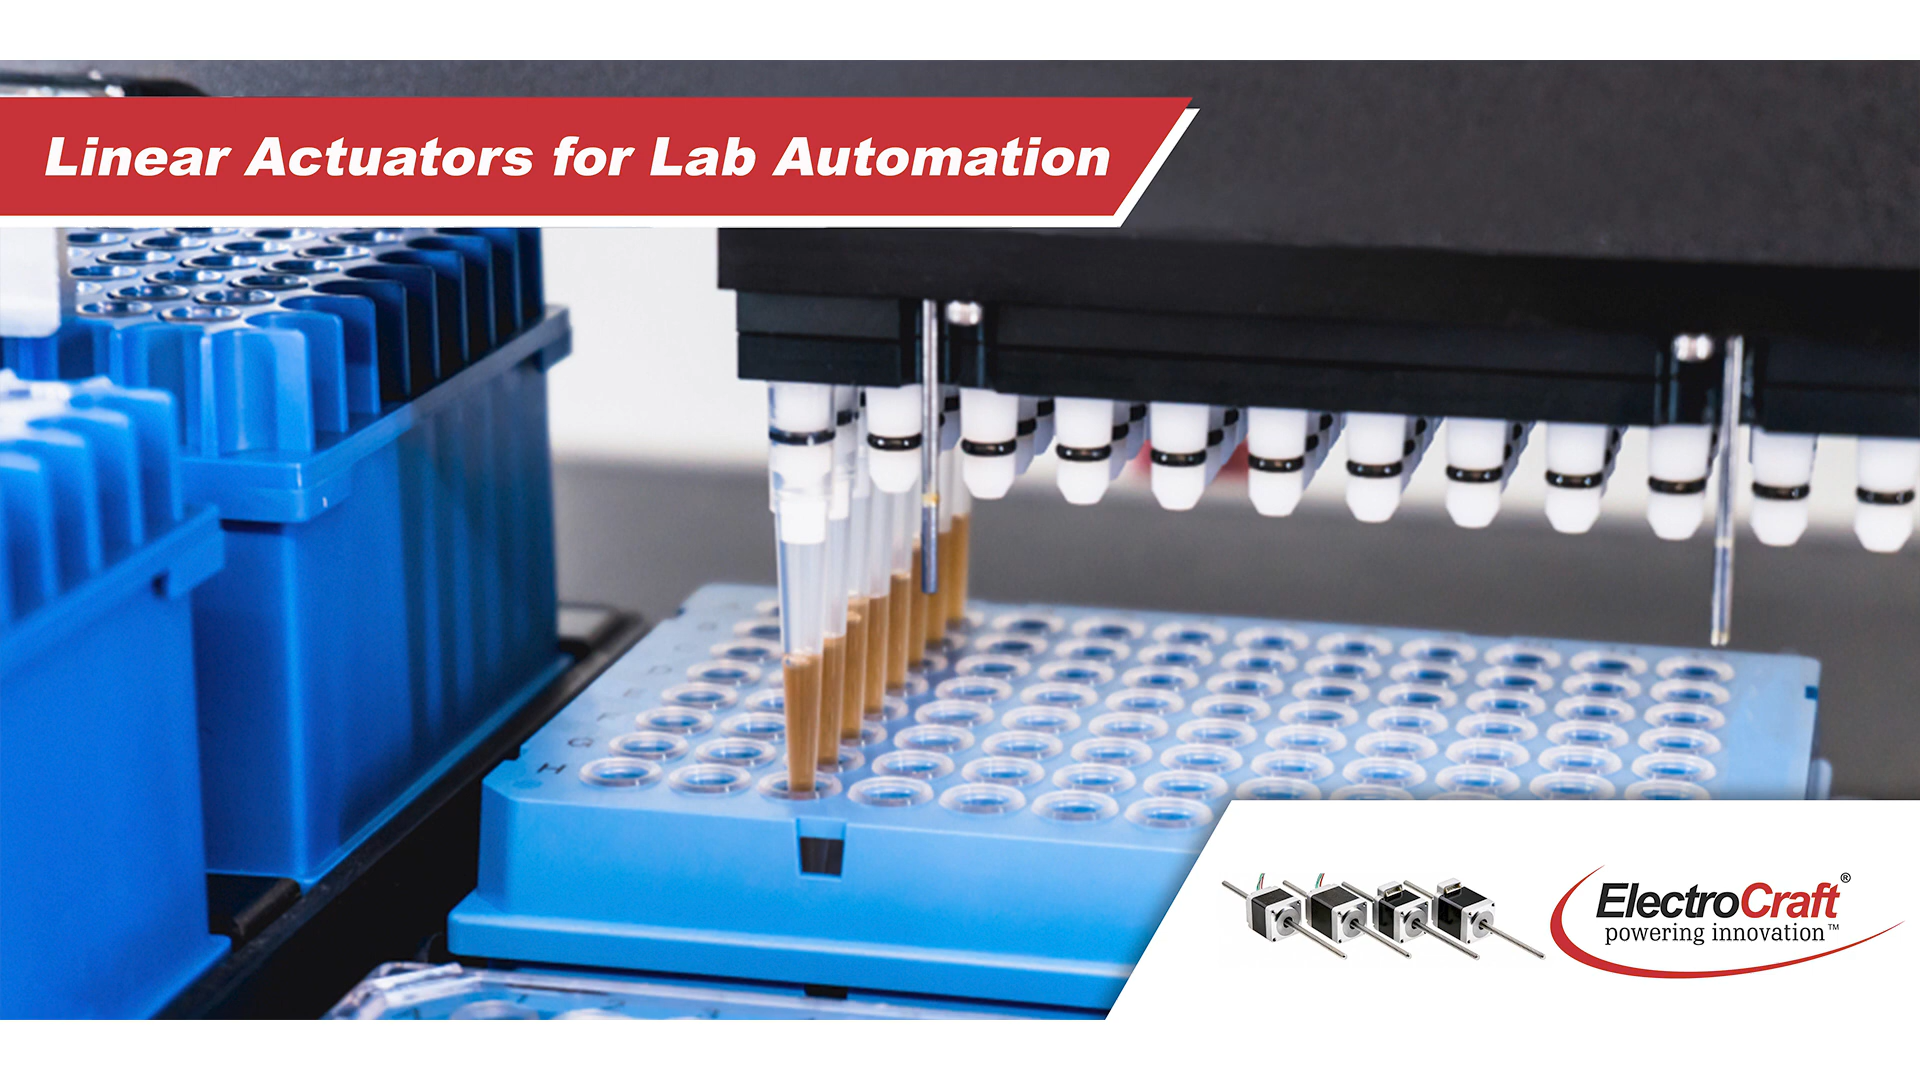 Linear Actuators for Lab Automation
E
F
G
H
ElectroCraft®
powering innovation™